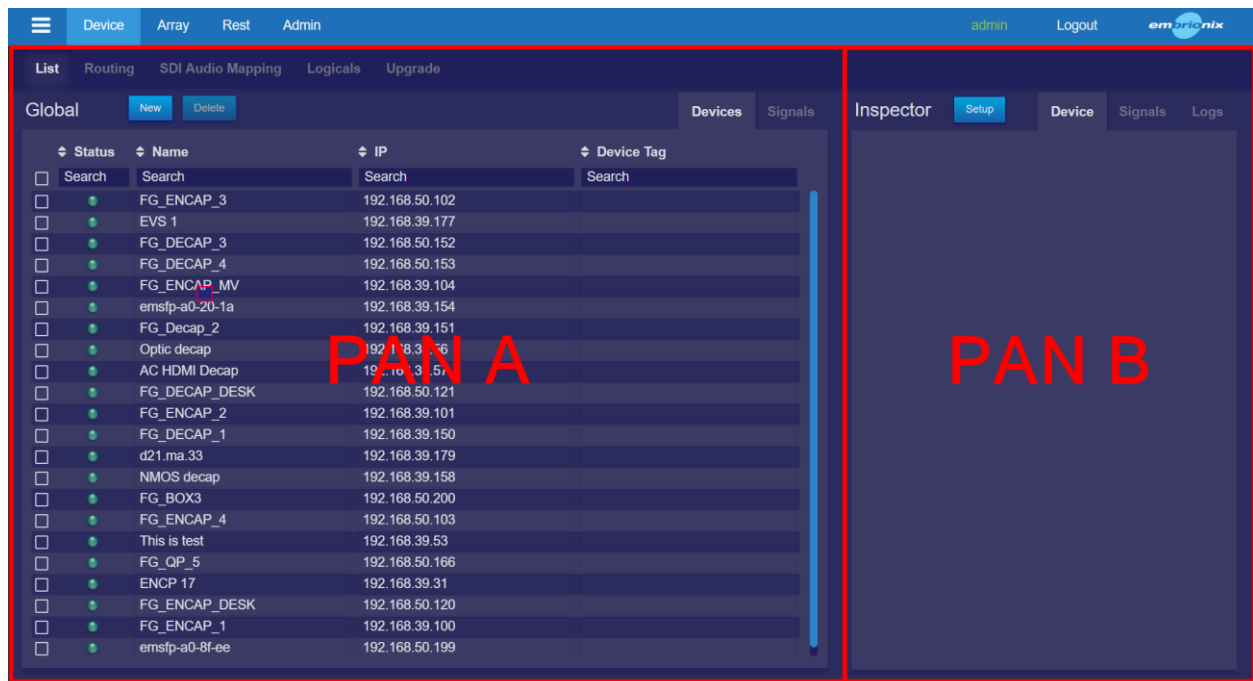 Device Array Rest Admin admin Logout embrionix
List Routing SDI Audio Mapping Logicals Upgrade
Global New Delete Devices Signals Inspector Setup Device Signals Logs
Status Name IP Device Tag
Search Search Search Search
FG_ENCAP_3 192.168.50.102
EVS 1 192.168.39.177
FG_DECAP_3 192.168.50.152
FG_DECAP_4 192.168.50.153
FG_ENCAP_MV 192.168.39.104
emsfp-a0-20-1a 192.168.39.154
FG_Decap_2 192.168.39.151
Optic decap
AC HDMI Decap
PAN A PAN B
FG_DECAP_DESK 192.168.50.121
FG_ENCAP_2 192.168.39.101
FG_DECAP_1 192.168.39.150
d21.ma.33 192.168.39.179
NMOS decap 192.168.39.158
FG_BOX3 192.168.50.200
FG_ENCAP_4 192.168.50.103
This is test 192.168.39.53
FG_QP_5 192.168.50.166
ENCP 17 192.168.39.31
FG_ENCAP_DESK 192.168.50.120
FG_ENCAP_1 192.168.39.100
emsfp-a0-8f-ee 192.168.50.199